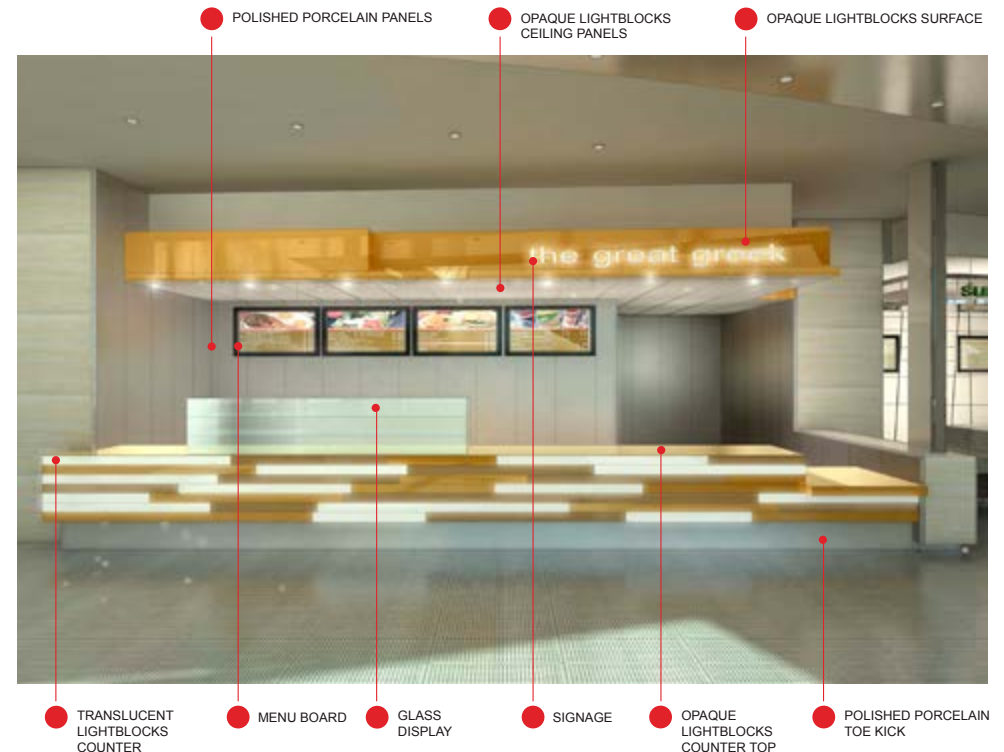 POLISHED PORCELAIN PANELS
OPAQUE LIGHTBLOCKS
CEILING PANELS
OPAQUE LIGHTBLOCKS SURFACE
the great greek
SU
TRANSLUCENT
LIGHTBLOCKS
COUNTER
MENU BOARD
GLASS
DISPLAY
SIGNAGE
OPAQUE
LIGHTBLOCKS
COUNTER TOP
POLISHED PORCELAIN
TOE KICK